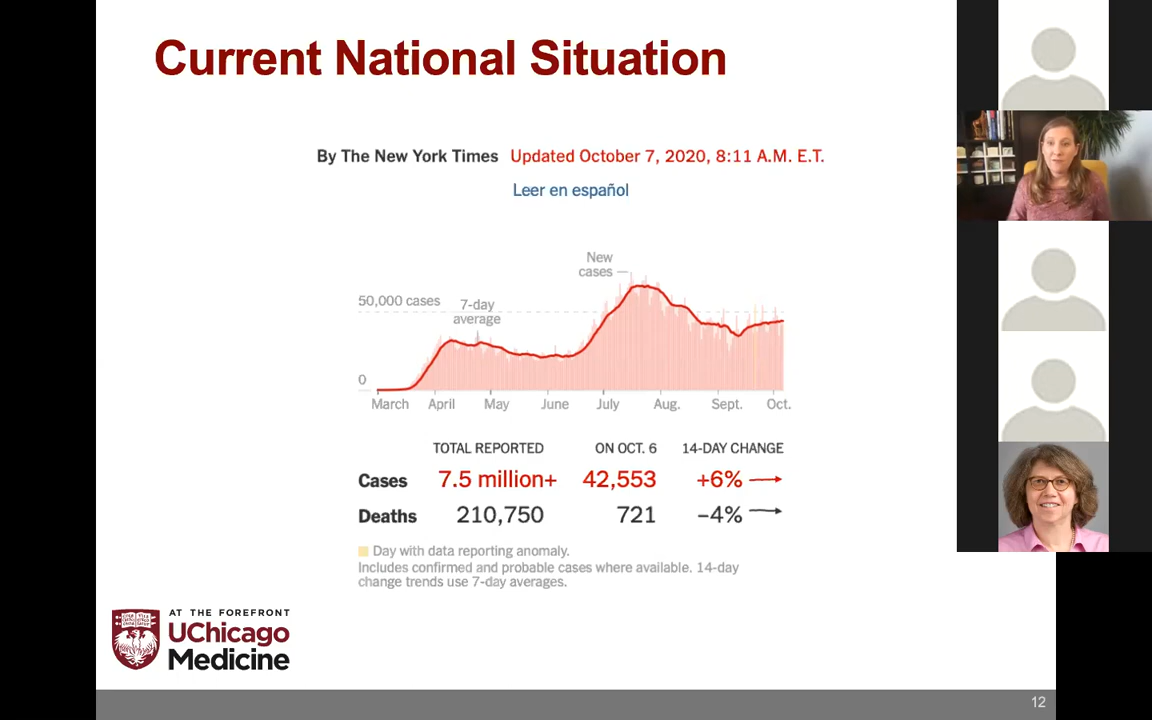 Current National Situation
By The New York Times Updated October 7, 2020, 8:11 A.M. E.T.
Leer en español
New
cases
50,000 cases
7-day
average
0
March April May June July Aug. Sept. Oct.
TOTAL REPORTED ON OCT. 6 14-DAY CHANGE
Cases 7.5 million+ 42,553 +6%
Deaths 210,750 721 –4%
Day with data reporting anomaly.
Includes confirmed and probable cases where available. 14-day
change trends use 7-day averages.
AT THE FOREFRONT
UChicago
Medicine
12